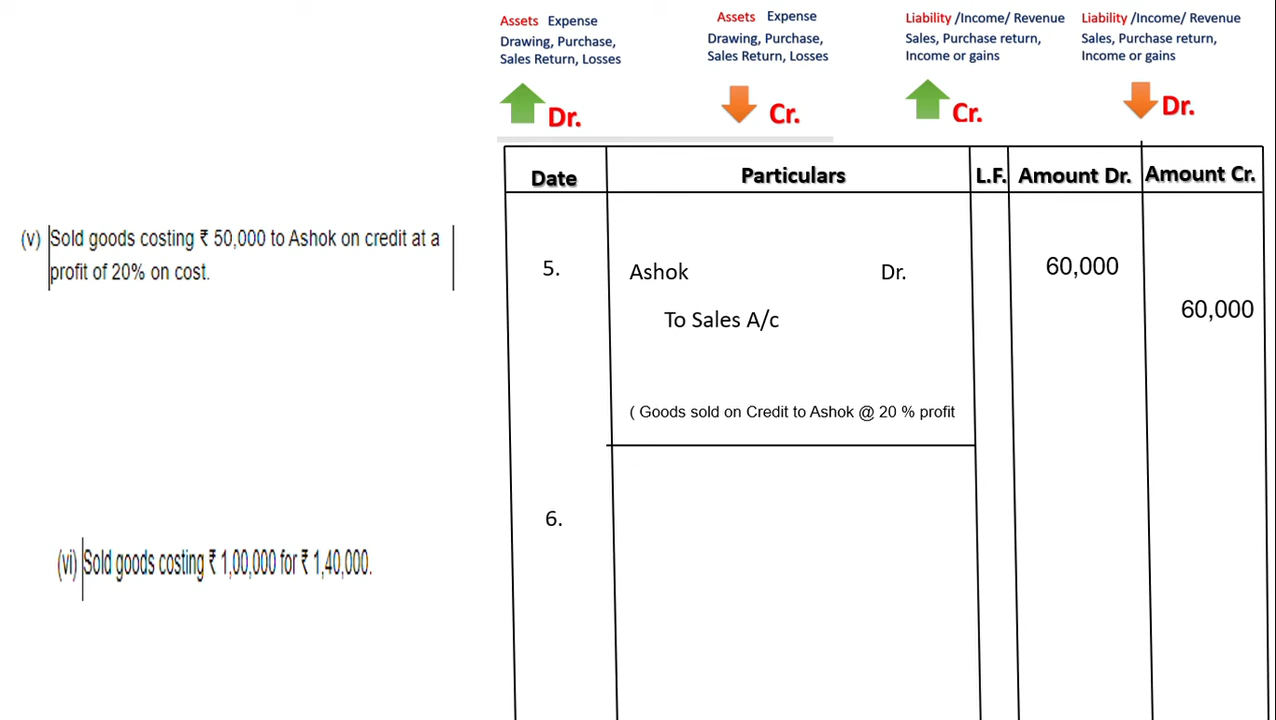 Assets Expense
Drawing, Purchase,
Sales Return, Losses
Dr.
Assets Expense
Drawing, Purchase,
Sales Return, Losses
Cr.
Liability /Income/ Revenue
Sales, Purchase return,
Income or gains
Cr.
Liability /Income/ Revenue
Sales, Purchase return,
Income or gains
Dr.
Date Particulars L.F. Amount Dr. Amount Cr.
(v) Sold goods costing ₹ 50,000 to Ashok on credit at a
profit of 20% on cost.
5. Ashok Dr. 60,000
To Sales A/c 60,000
( Goods sold on Credit to Ashok @ 20 % profit
6.
(vi) Sold goods costing ₹ 1,00,000 for ₹ 1,40,000.